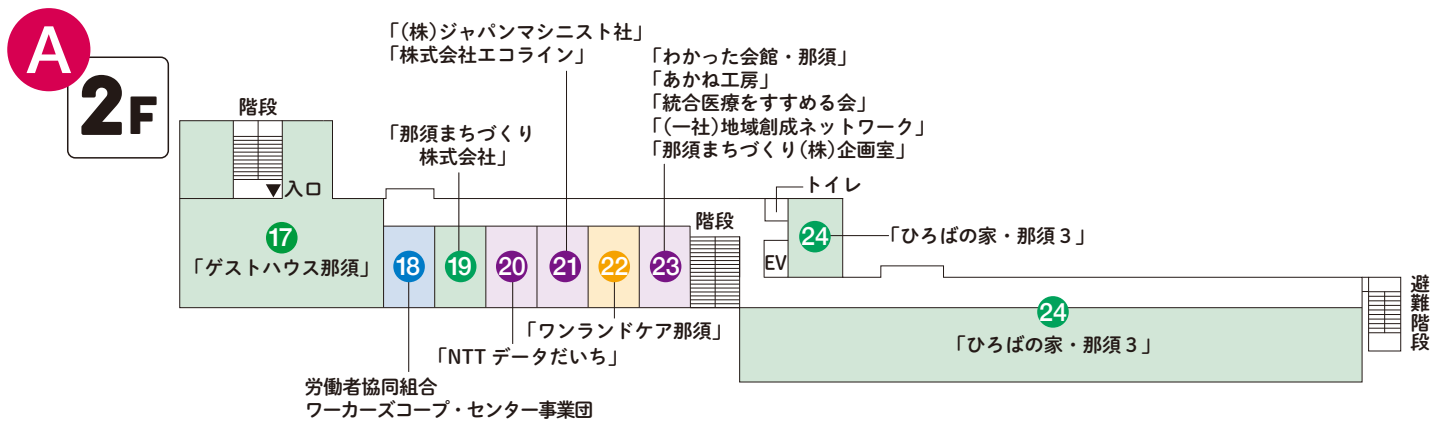 A
2F
「(株)ジャパンマシニスト社」
「株式会社エコライン」
「わかった会館・那須」
「あかね工房」
「統合医療をすすめる会」
「(一社)地域創成ネットワーク」
「那須まちづくり(株)企画室」
階段
「那須まちづくり
株式会社」
▼入口
トイレ
階段
17
「ゲストハウス那須」
18
19
20
21
22
23
EV
24
「ひろばの家・那須3」
避難階段
24
「ひろばの家・那須3」
「ワンランドケア那須」
「NTT データだいち」
労働者協同組合
ワーカーズコープ・センター事業団